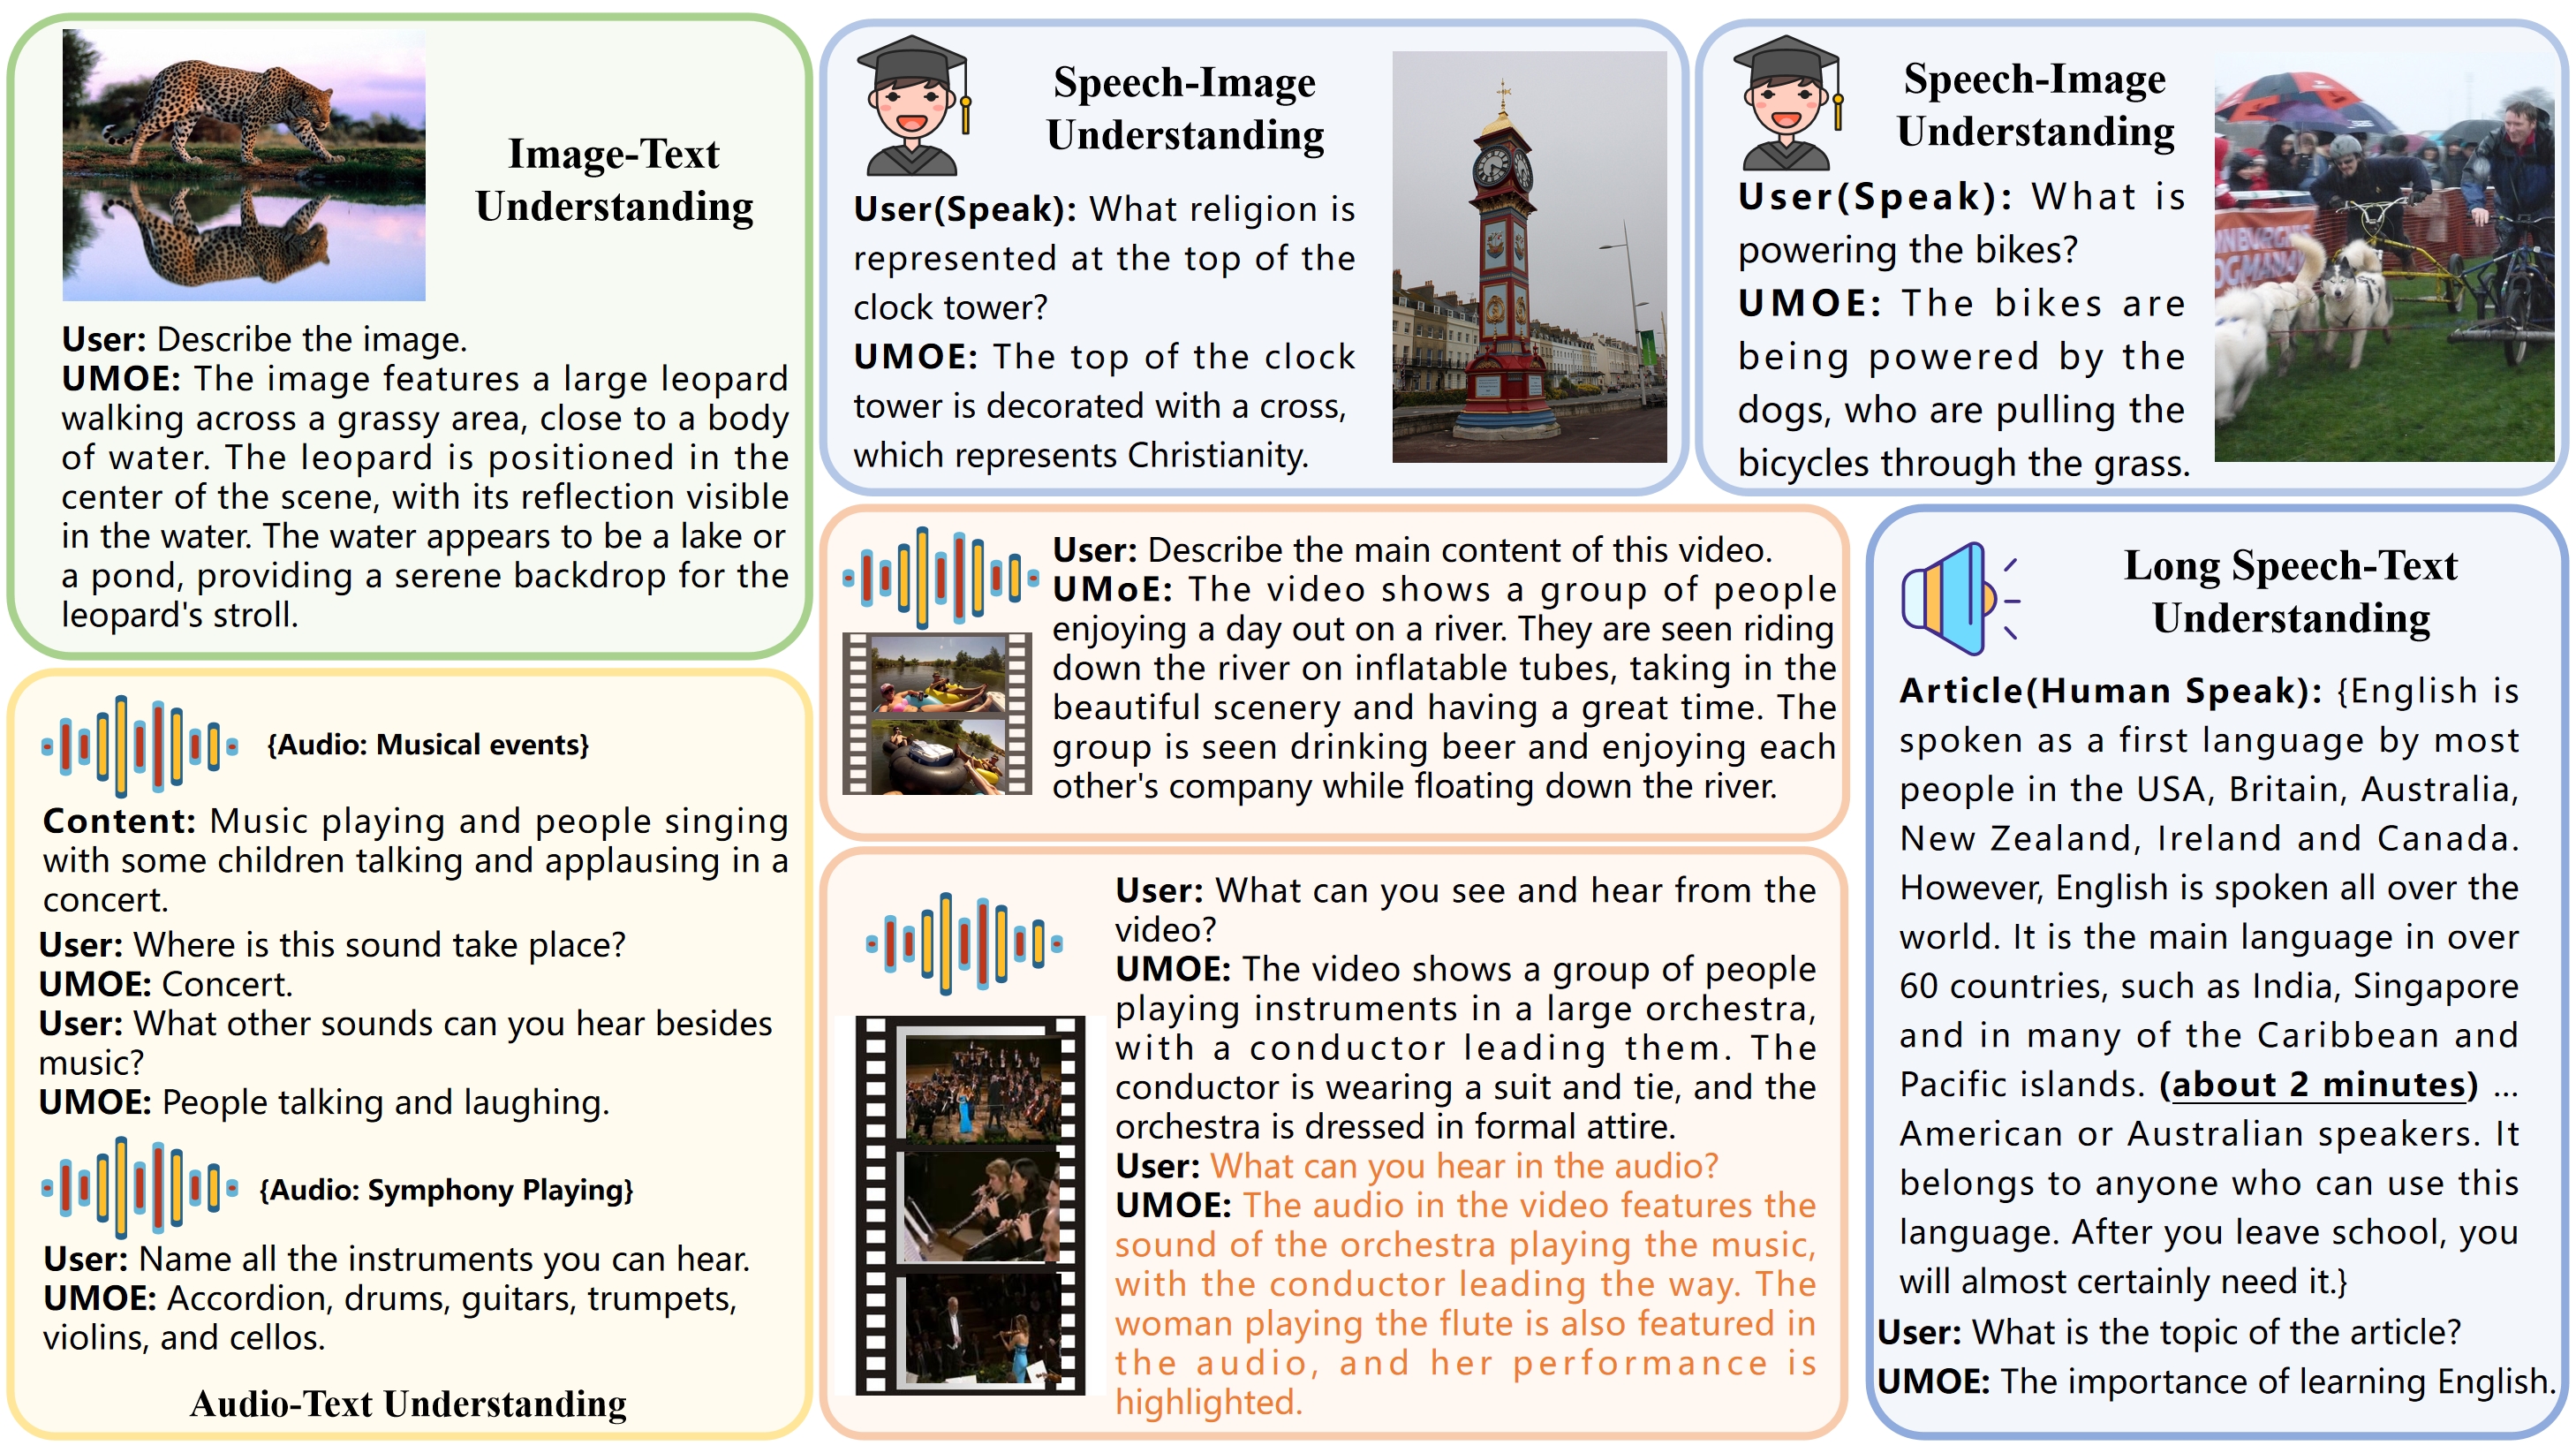 Image-Text
Understanding
User: Describe the image.
UMOE: The image features a large leopard
walking across a grassy area, close to a body
of water. The leopard is positioned in the
center of the scene, with its reflection visible
in the water. The water appears to be a lake or
a pond, providing a serene backdrop for the
leopard's stroll.
Speech-Image
Understanding
User(Speak): What religion is
represented at the top of the
clock tower?
UMOE: The top of the clock
tower is decorated with a cross,
which represents Christianity.
Speech-Image
Understanding
User(Speak): What is
powering the bikes?
UMOE: The bikes are
being powered by the
dogs, who are pulling the
bicycles through the grass.
{Audio: Musical events}
Content: Music playing and people singing
with some children talking and applausing in a
concert.
User: Where is this sound take place?
UMOE: Concert.
User: What other sounds can you hear besides
music?
UMOE: People talking and laughing.
{Audio: Symphony Playing}
User: Name all the instruments you can hear.
UMOE: Accordion, drums, guitars, trumpets,
violins, and cellos.
Audio-Text Understanding
User: Describe the main content of this video.
UMoE: The video shows a group of people
enjoying a day out on a river. They are seen riding
down the river on inflatable tubes, taking in the
beautiful scenery and having a great time. The
group is seen drinking beer and enjoying each
other's company while floating down the river.
User: What can you see and hear from the
video?
UMOE: The video shows a group of people
playing instruments in a large orchestra,
with a conductor leading them. The
conductor is wearing a suit and tie, and the
orchestra is dressed in formal attire.
User: What can you hear in the audio?
UMOE: The audio in the video features the
sound of the orchestra playing the music,
with the conductor leading the way. The
woman playing the flute is also featured in
the audio, and her performance is
highlighted.
Long Speech-Text
Understanding
Article(Human Speak): {English is
spoken as a first language by most
people in the USA, Britain, Australia,
New Zealand, Ireland and Canada.
However, English is spoken all over the
world. It is the main language in over
60 countries, such as India, Singapore
and in many of the Caribbean and
Pacific islands. (about 2 minutes) ...
American or Australian speakers. It
belongs to anyone who can use this
language. After you leave school, you
will almost certainly need it.}
User: What is the topic of the article?
UMOE: The importance of learning English.